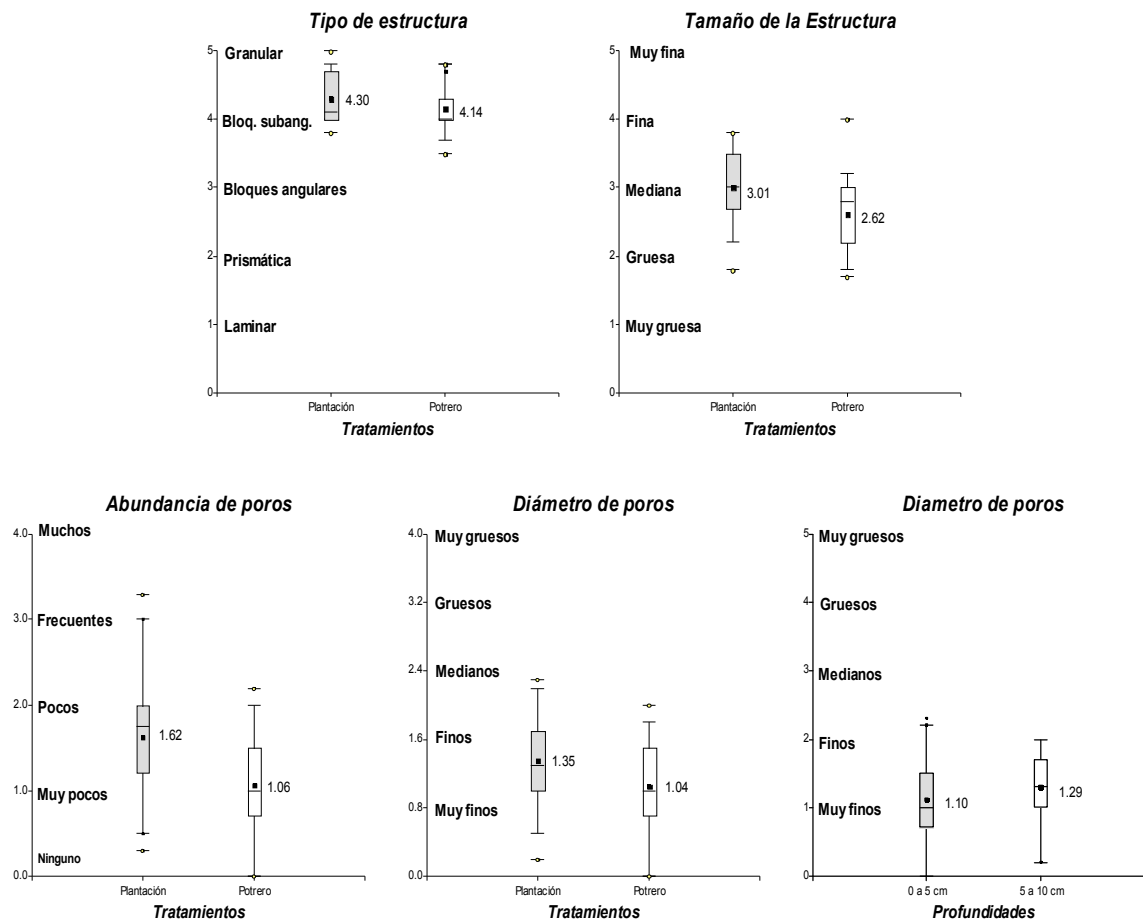 Tipo de estructura
5
Granular
4
Bloq. subang.
3
Bloques angulares
2
Prismática
1
Laminar
0
4.30
4.14
Plantación
Potrero
Tratamientos
Tamaño de la Estructura
5
Muy fina
4
Fina
3
Mediana
2
Gruesa
1
Muy gruesa
0
3.01
2.62
Plantación
Potrero
Tratamientos
Abundancia de poros
4.0
Muchos
3.0
Frecuentes
2.0
Pocos
1.0
Muy pocos
0.0
Ninguno
1.62
1.06
Plantación
Potrero
Tratamientos
Diámetro de poros
4.0
Muy gruesos
3.2
Gruesos
2.4
Medianos
1.6
Finos
0.8
Muy finos
0.0
1.35
1.04
Plantación
Potrero
Tratamientos
Diametro de poros
5
Muy gruesos
4
Gruesos
3
Medianos
2
Finos
1
Muy finos
0
1.10
1.29
0 a 5 cm
5 a 10 cm
Profundidades